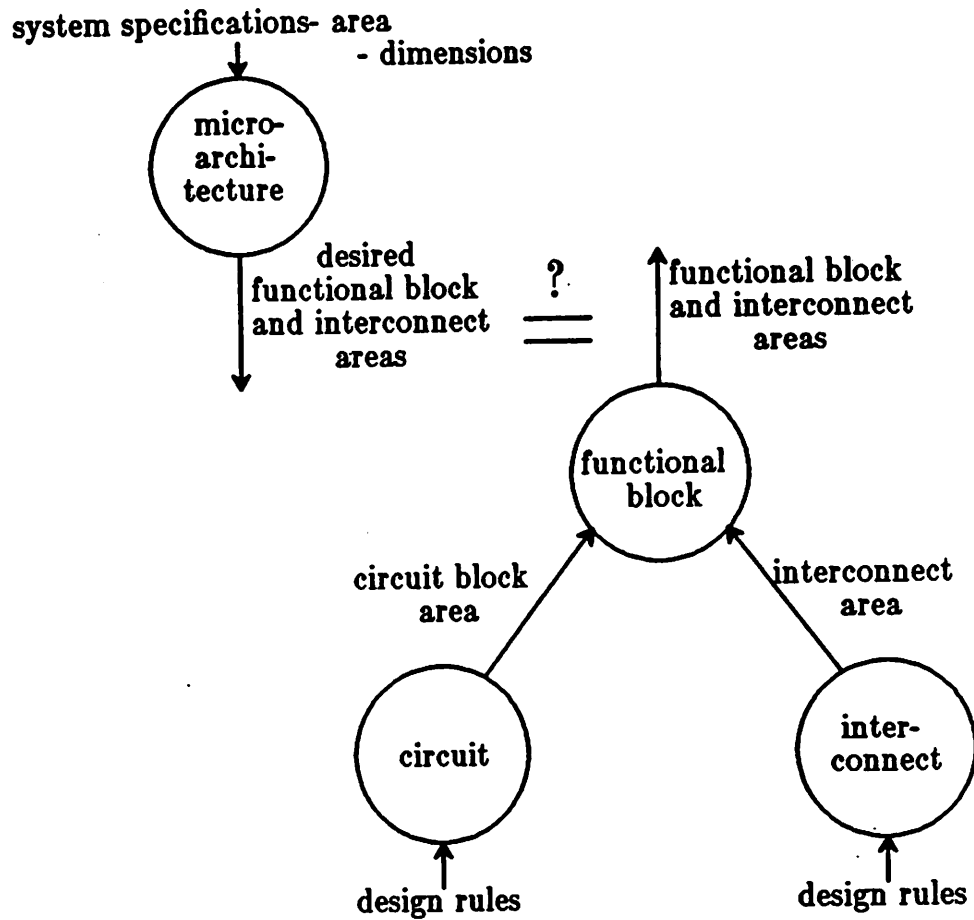 system specifications- area
- dimensions
micro-
archi-
tecture
desired
functional block
and interconnect
areas
?
functional block
and interconnect
areas
functional
block
circuit block
area
interconnect
area
circuit
inter-
connect
design rules
design rules